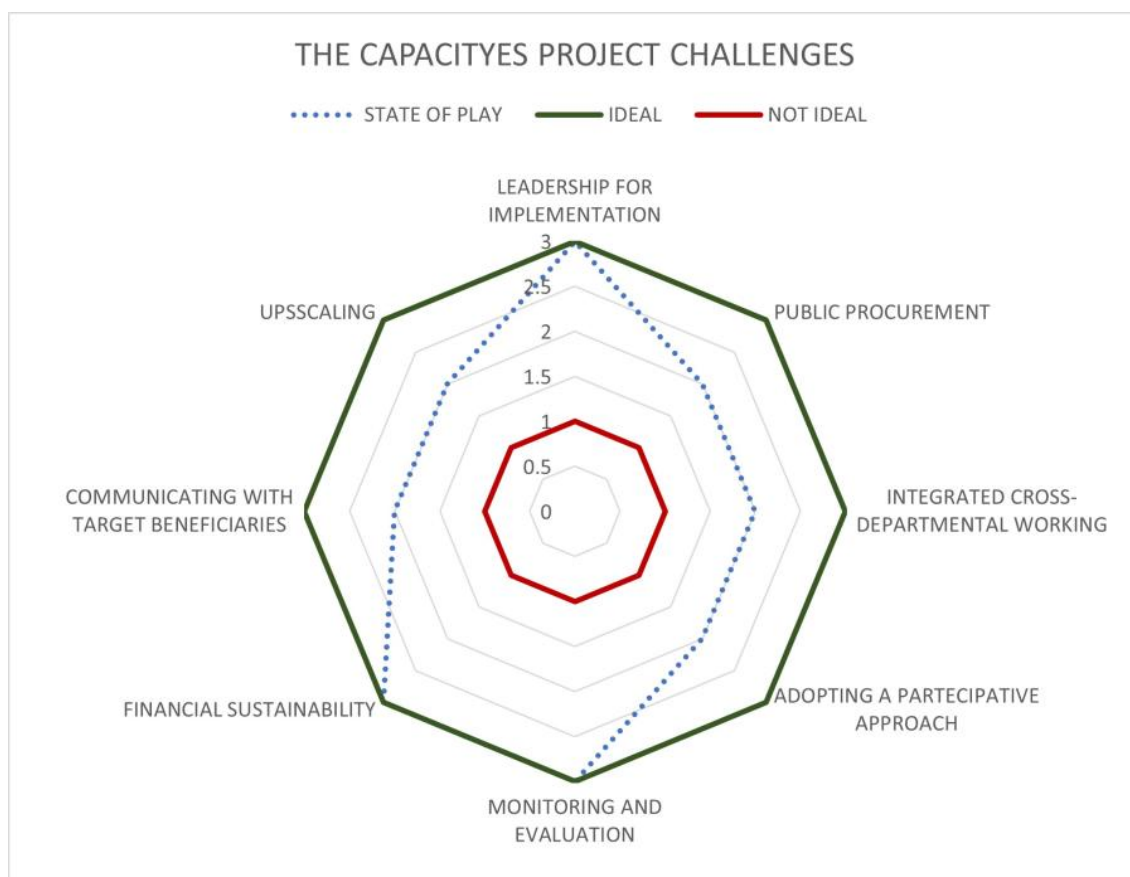 THE CAPACITYES PROJECT CHALLENGES
STATE OF PLAY
IDEAL
NOT IDEAL
LEADERSHIP FOR
IMPLEMENTATION
3
2.5
2
1.5
1
0.5
0
UPSSCALING
PUBLIC PROCUREMENT
COMMUNICATING WITH
TARGET BENEFICIARIES
INTEGRATED CROSS-
DEPARTMENTAL WORKING
FINANCIAL SUSTAINABILITY
ADOPTING A PARTECIPATIVE
APPROACH
MONITORING AND
EVALUATION